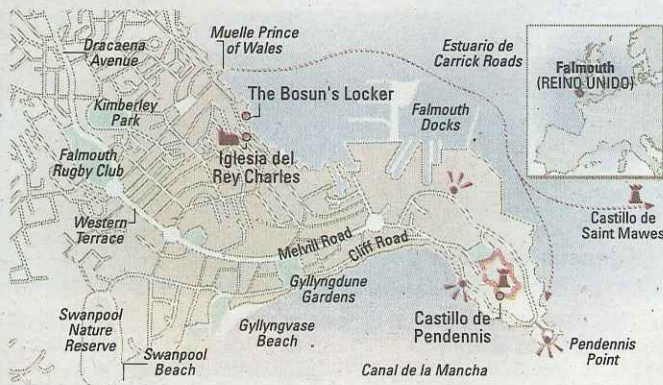 Dracaena
Avenue
Muelle Prince
of Wales
Estuario de
Carrick Roads
Falmouth
(REINO UNIDO)
Kimberley
Park
The Bosun's Locker
Falmouth
Docks
Falmouth
Rugby Club
Iglesia del
Rey Charles
Castillo de
Saint Mawes
Western
Terrace
Melvill Road
Cliff Road
Gyllyngdune
Gardens
Swanpool
Nature
Reserve
Gyllyngvase
Beach
Castillo de
Pendennis
Pendennis
Point
Swanpool
Beach
Canal de la Mancha